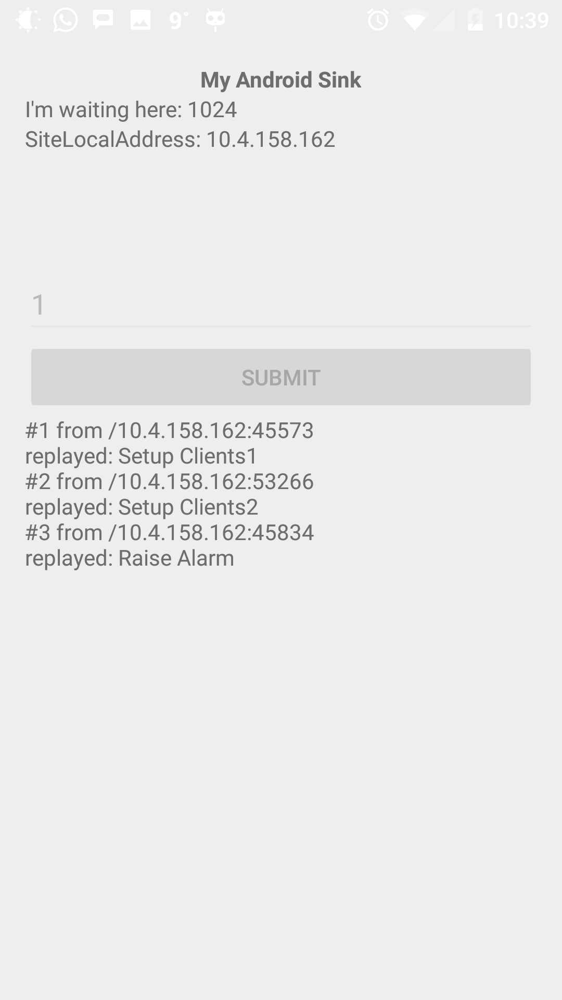 9° 10:39
My Android Sink
I'm waiting here: 1024
SiteLocalAddress: 10.4.158.162
1
SUBMIT
#1 from /10.4.158.162:45573
replayed: Setup Clients1
#2 from /10.4.158.162:53266
replayed: Setup Clients2
#3 from /10.4.158.162:45834
replayed: Raise Alarm